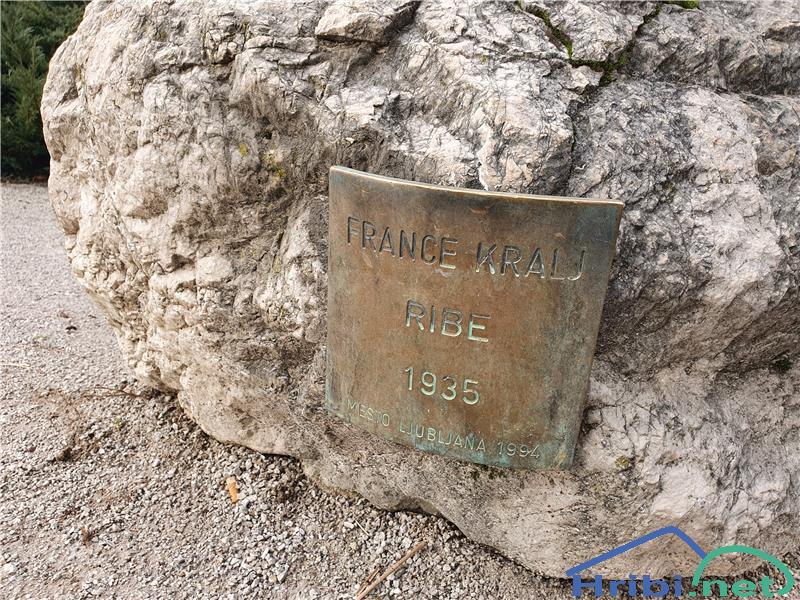 FRANCE KRALJ
RIBE
1935
MESTO LJUBLJANA 1994
Hribi.net